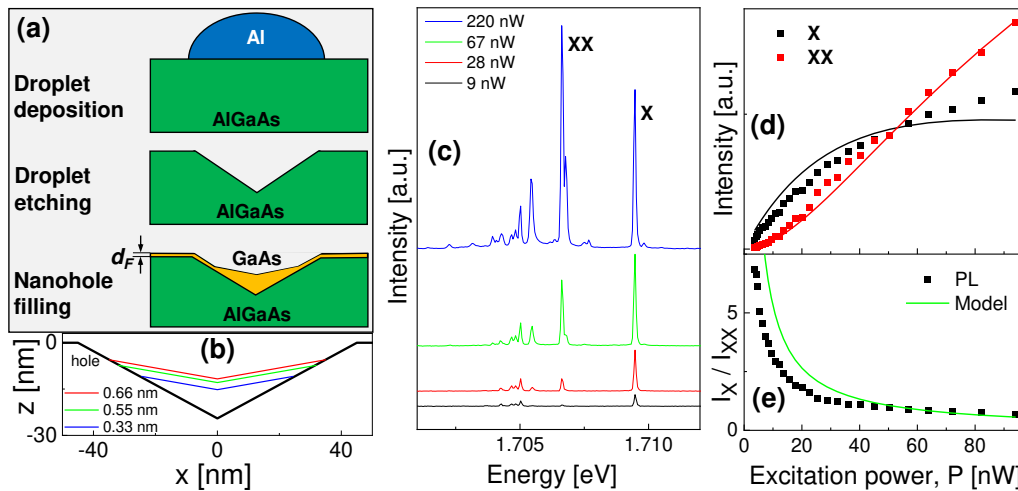 (a)
Al
Droplet
deposition
AlGaAs
Droplet
etching
AlGaAs
d_F
GaAs
Nanohole
filling
AlGaAs
(b)
0
-30
z [nm]
hole
0.66 nm
0.55 nm
0.33 nm
-40 0 40
x [nm]
220 nW
67 nW
28 nW
9 nW
XX
X
(c)
Intensity [a.u.]
1.705 1.710
Energy [eV]
X
XX
(d)
Intensity [a.u.]
PL
Model
5
0
I_X / I_XX
(e)
0 20 40 60 80
Excitation power, P [nW]